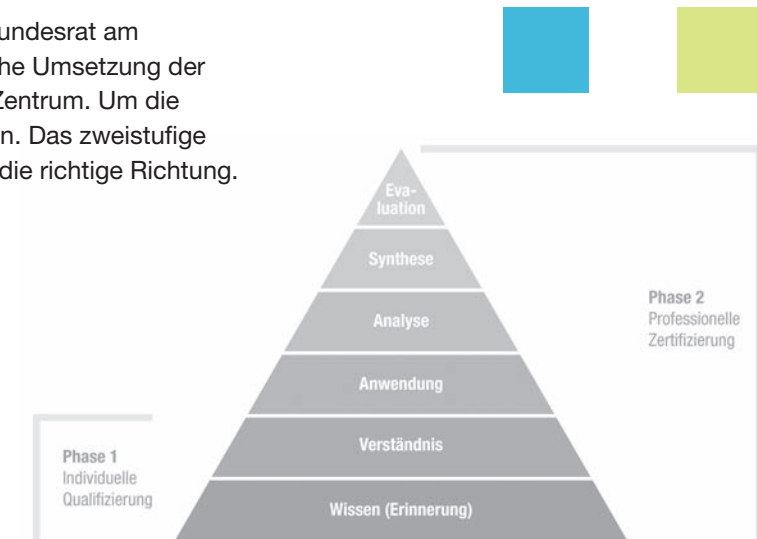 undesrat am
he Umsetzung der
Zentrum. Um die
n. Das zweistufige
die richtige Richtung.
Eva-
luation
Synthese
Analyse
Anwendung
Verständnis
Wissen (Erinnerung)
Phase 2
Professionelle
Zertifizierung
Phase 1
Individuelle
Qualifizierung